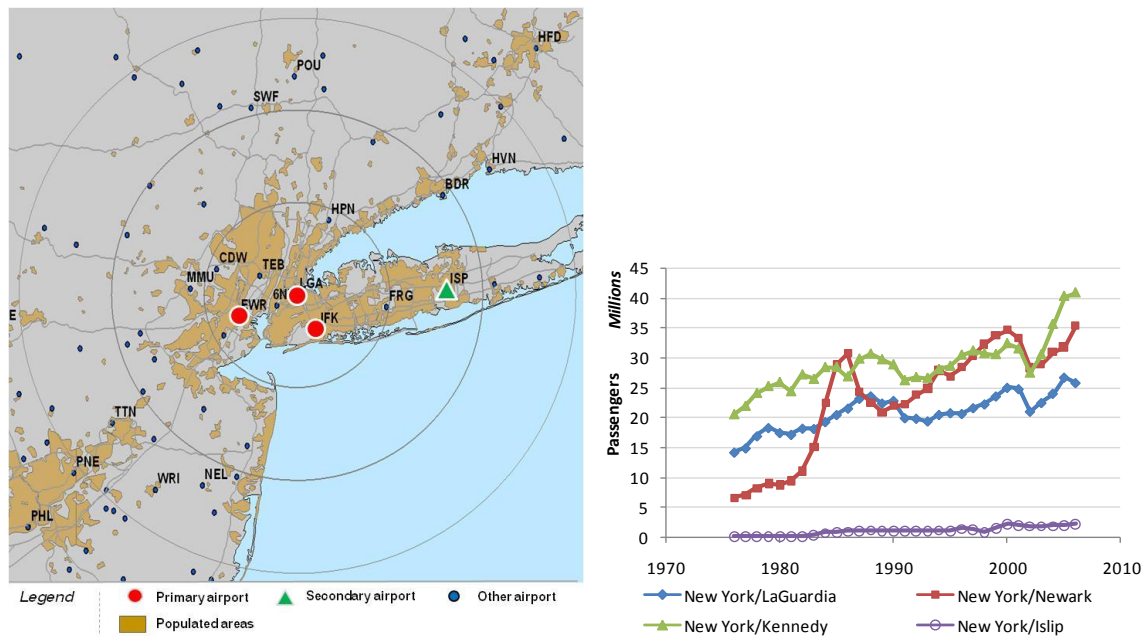 HFD
POU
SWF
HVN
BDR
HPN
CDW
TEB
MMU
ISP
LGA
6N
EWR
FRG
JFK
E
TTN
PNE
WRI
NEL
PHL
Legend
Primary airport
Secondary airport
Other airport
Populated areas
Millions
Passengers
45
40
35
30
25
20
15
10
5
0
1970 1980 1990 2000 2010
New York/LaGuardia
New York/Newark
New York/Kennedy
New York/Islip